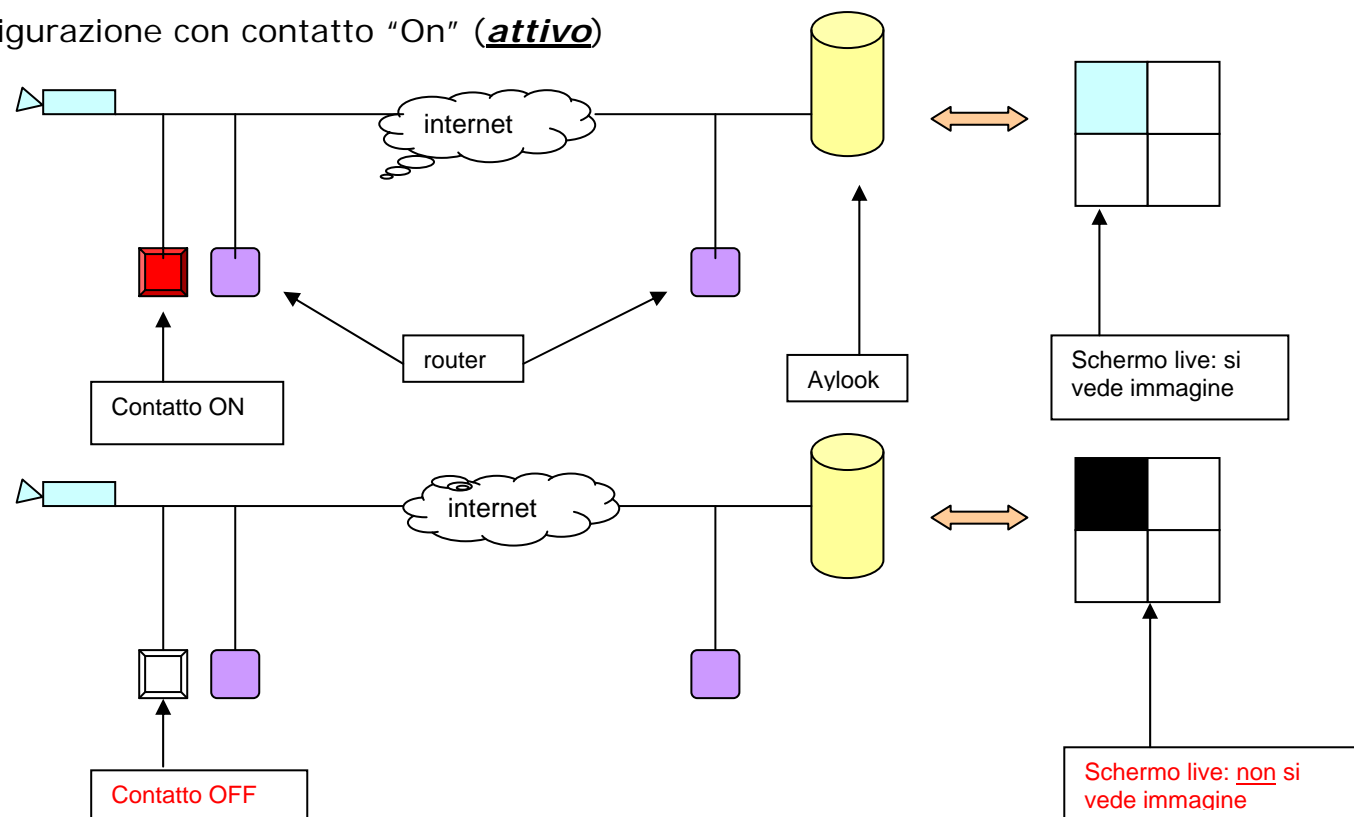 igurazione con contatto “On” (attivo)
internet
router
Aylook
Schermo live: si
vede immagine
Contatto ON
internet
Contatto OFF
Schermo live: non si
vede immagine